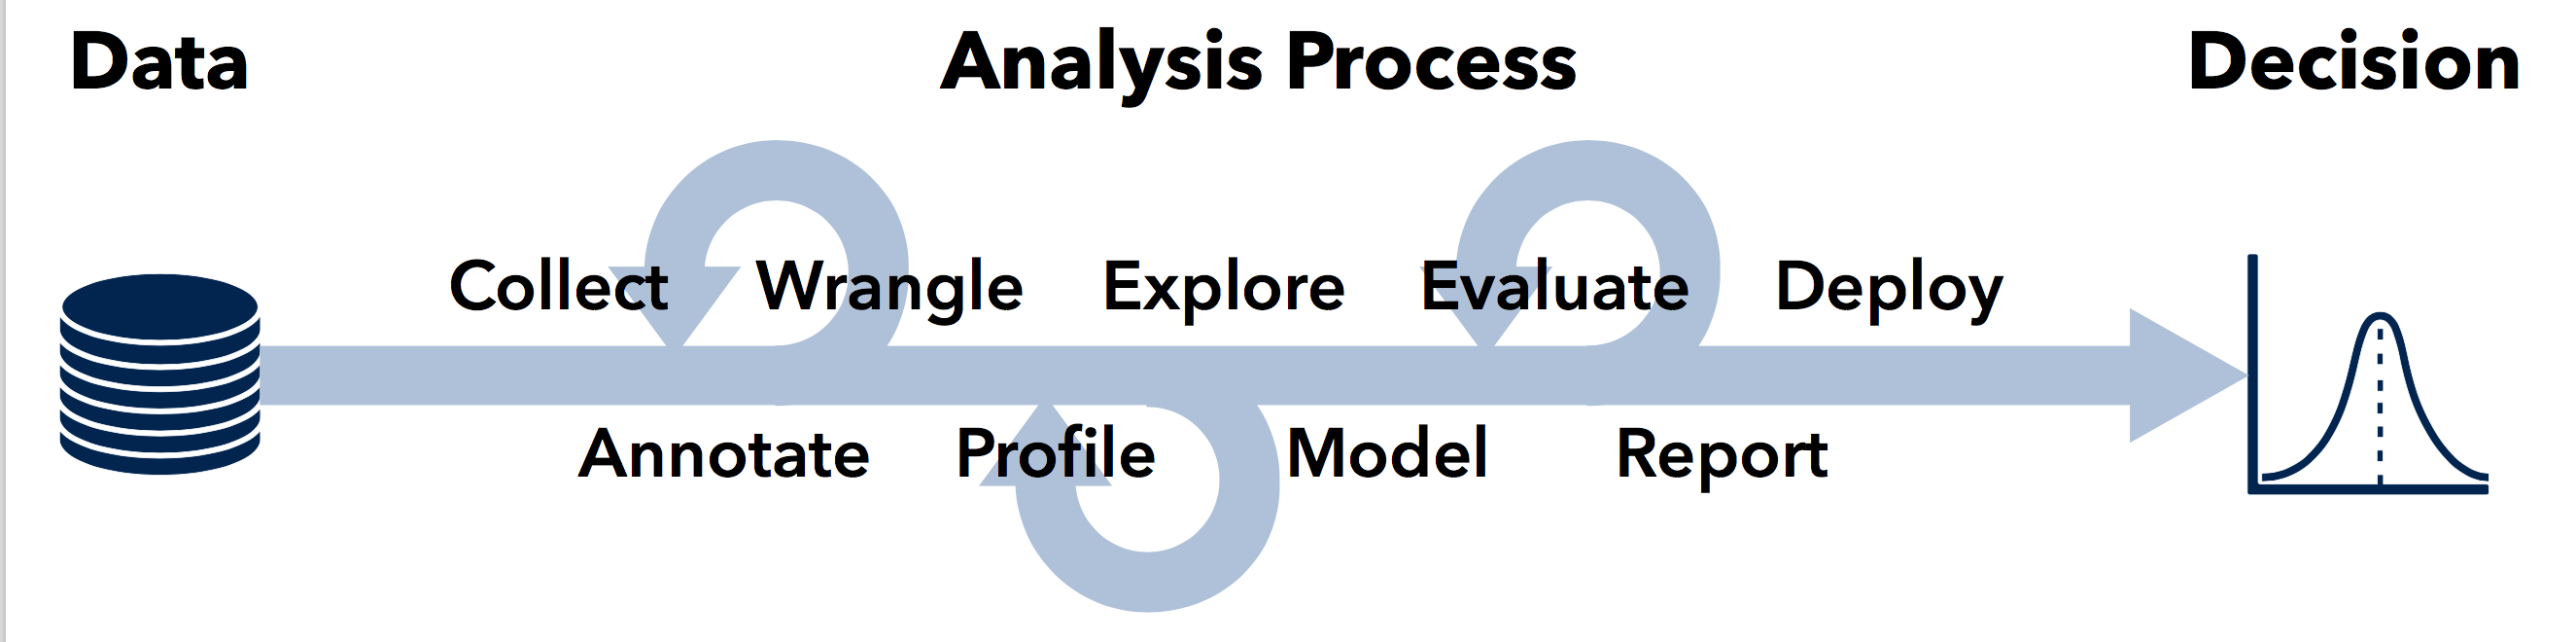 Data
Analysis Process
Decision
Collect
Wrangle
Explore
Evaluate
Deploy
Annotate
Profile
Model
Report